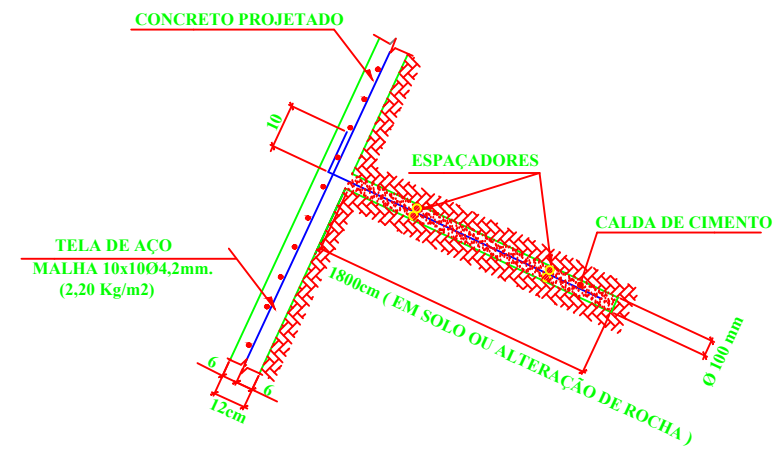 CONCRETO PROJETADO
10
ESPAÇADORES
CALDA DE CIMENTO
TELA DE AÇO
MALHA 10x10Ø4,2mm.
(2,20 Kg/m2)
1800cm ( EM SOLO OU ALTERAÇÃO DE ROCHA )
Ø 100 mm
6
6
12cm